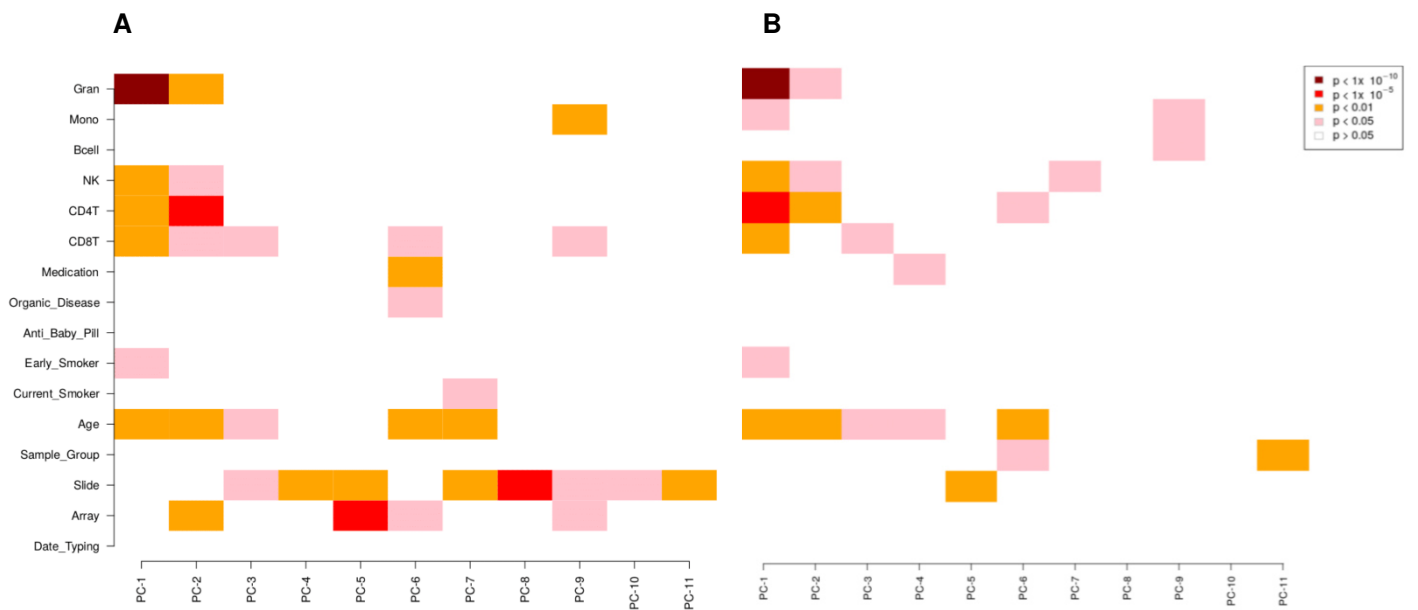 A
B
Gran
Mono
Bcell
NK
CD4T
CD8T
Medication
Organic_Disease
Anti_Baby_Pill
Early_Smoker
Current_Smoker
Age
Sample_Group
Slide
Array
Date_Typing
PC-1
PC-2
PC-3
PC-4
PC-5
PC-6
PC-7
PC-8
PC-9
PC-10
PC-11
PC-1
PC-2
PC-3
PC-4
PC-5
PC-6
PC-7
PC-8
PC-9
PC-10
PC-11
p < 1x 10⁻¹⁰
p < 1x 10⁻⁵
p < 0.01
p < 0.05
p > 0.05